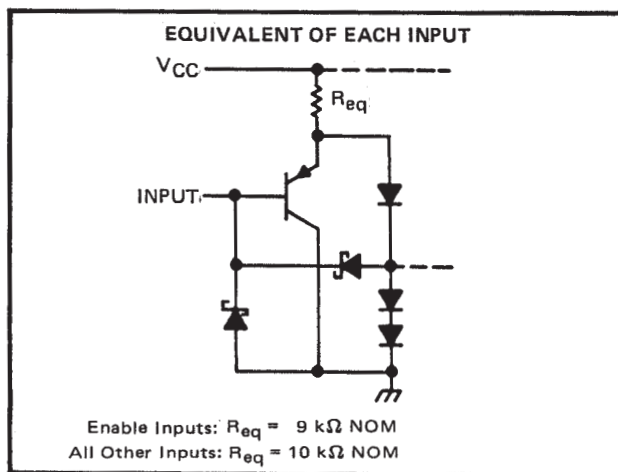 EQUIVALENT OF EACH INPUT
VCC
Req
INPUT
Enable Inputs: Req = 9 kΩ NOM
All Other Inputs: Req = 10 kΩ NOM